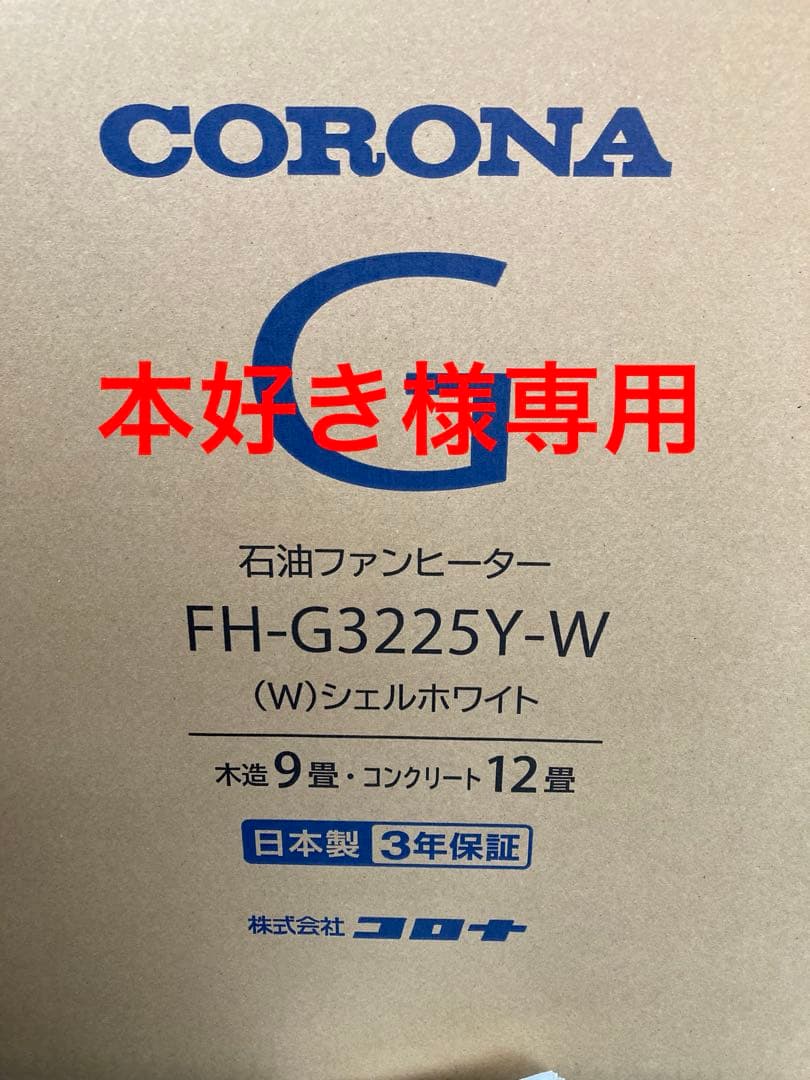 CORONA
G
本好き様専用
石油ファンヒーター
FH-G3225Y-W
(W)シェルホワイト
木造9畳・コンクリート12畳
日本製 3年保証
株式会社 コロナ